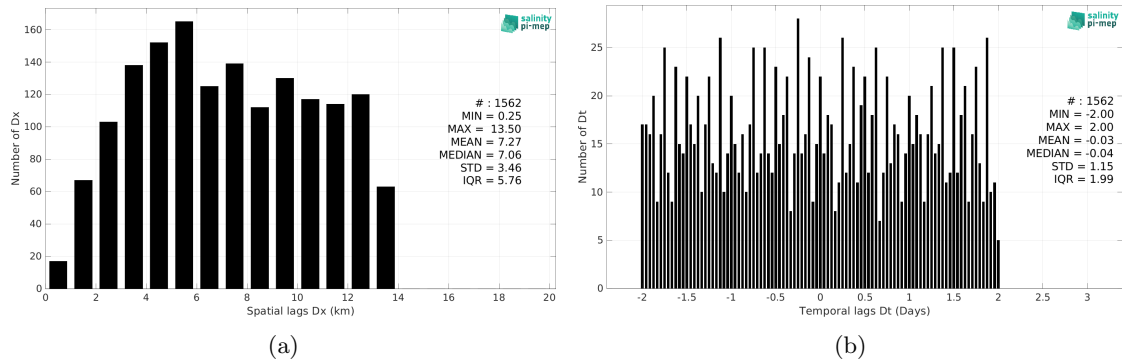 160
140
120
100
80
60
40
20
0
Number of Dx
0 2 4 6 8 10 12 14 16 18 20
Spatial lags Dx (km)
salinity
pi-mep
# : 1562
MIN = 0.25
MAX = 13.50
MEAN = 7.27
MEDIAN = 7.06
STD = 3.46
IQR = 5.76
(a)
25
20
15
10
5
0
Number of Dt
-2 -1.5 -1 -0.5 0 0.5 1 1.5 2 2.5 3
Temporal lags Dt (Days)
salinity
pi-mep
# : 1562
MIN = -2.00
MAX = 2.00
MEAN = -0.03
MEDIAN = -0.04
STD = 1.15
IQR = 1.99
(b)